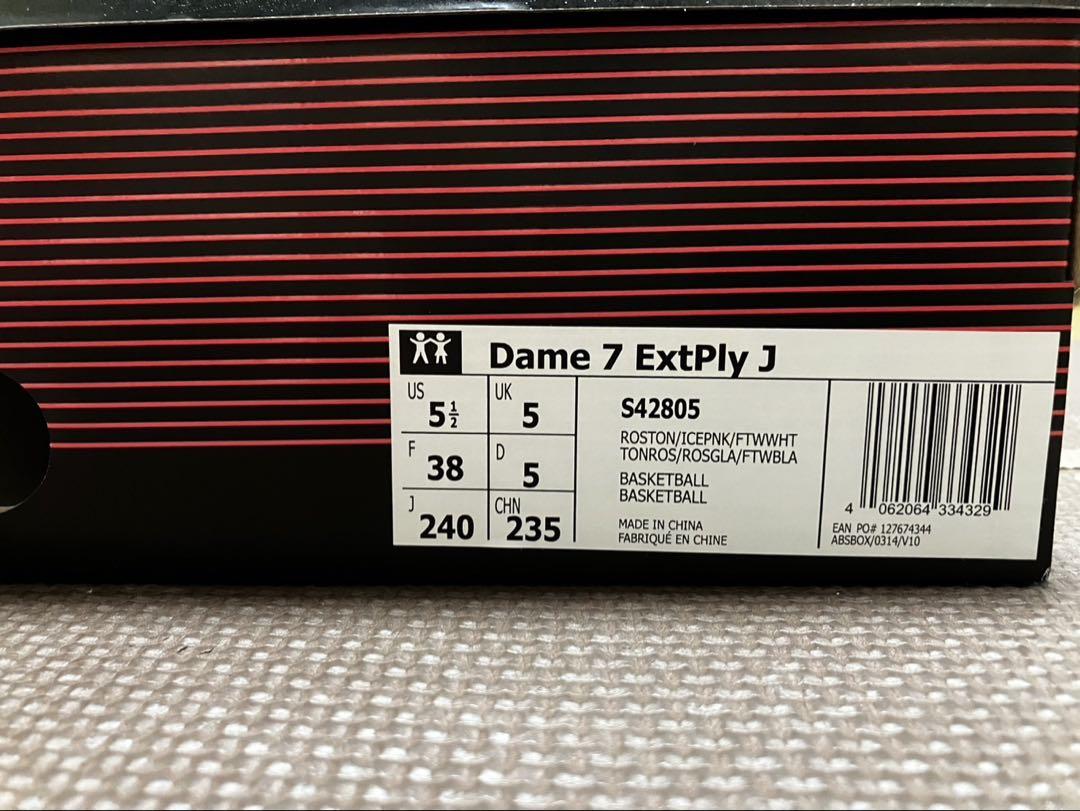 Dame 7 ExtPly J
US 5½
UK 5
F 38
D 5
J 240
CHN 235
S42805
ROSTON/ICEPNK/FTWWHT
TONROS/ROSGLA/FTWBLA
BASKETBALL
BASKETBALL
MADE IN CHINA
FABRIQUÉ EN CHINE
4 062064 334329
EAN PO# 127674344
ABSBOX/0314/V10